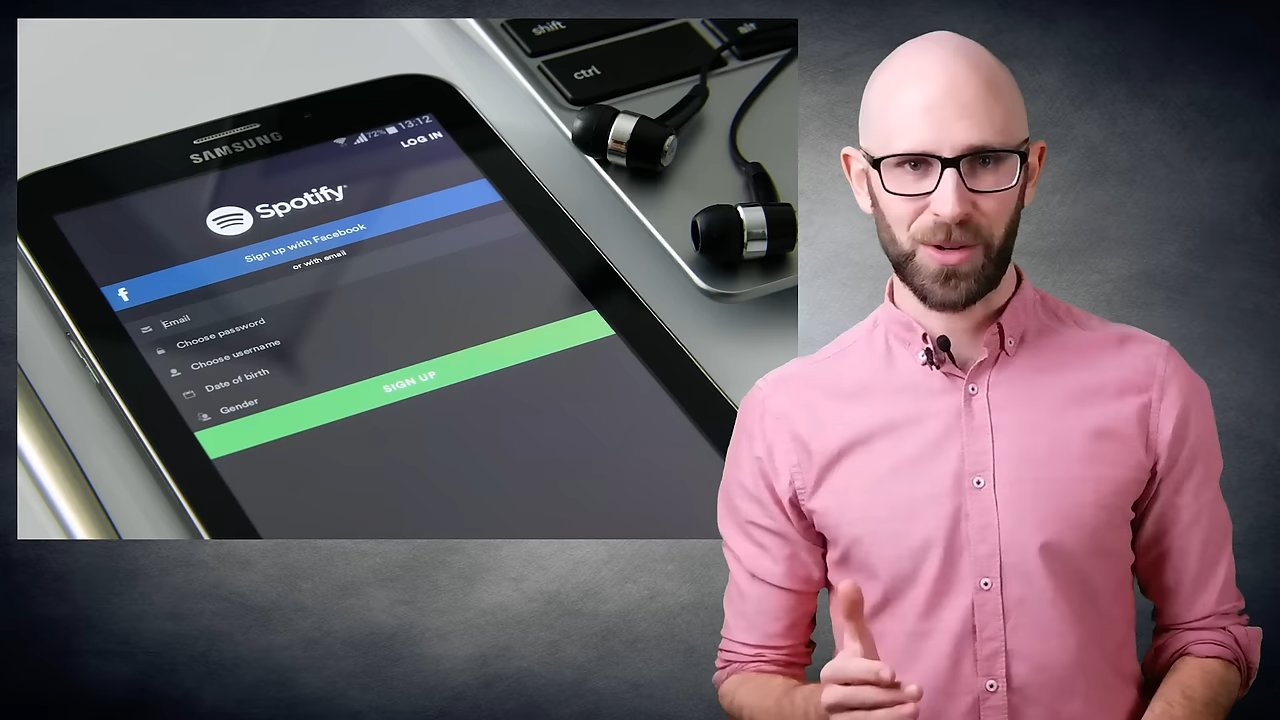 shift
alt
ctrl
SAMSUNG
72% 13:12
LOG IN
Spotify
Sign up with Facebook
f
or with email
Email
Choose password
Choose username
Date of birth
Gender
SIGN UP